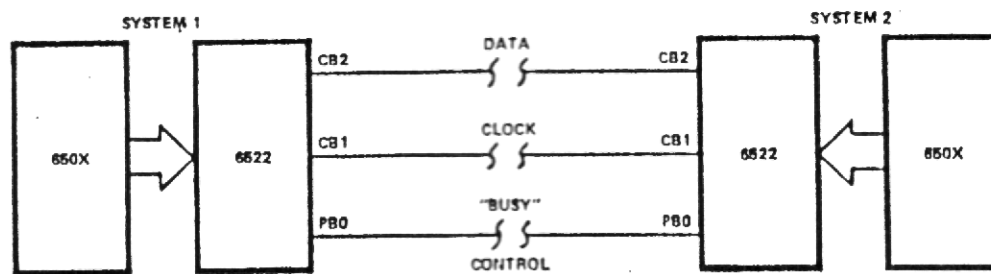 SYSTEM 1
SYSTEM 2
DATA
CB2
CB2
CLOCK
650X
6522
CB1
CB1
6522
650X
"BUSY"
PB0
PB0
CONTROL